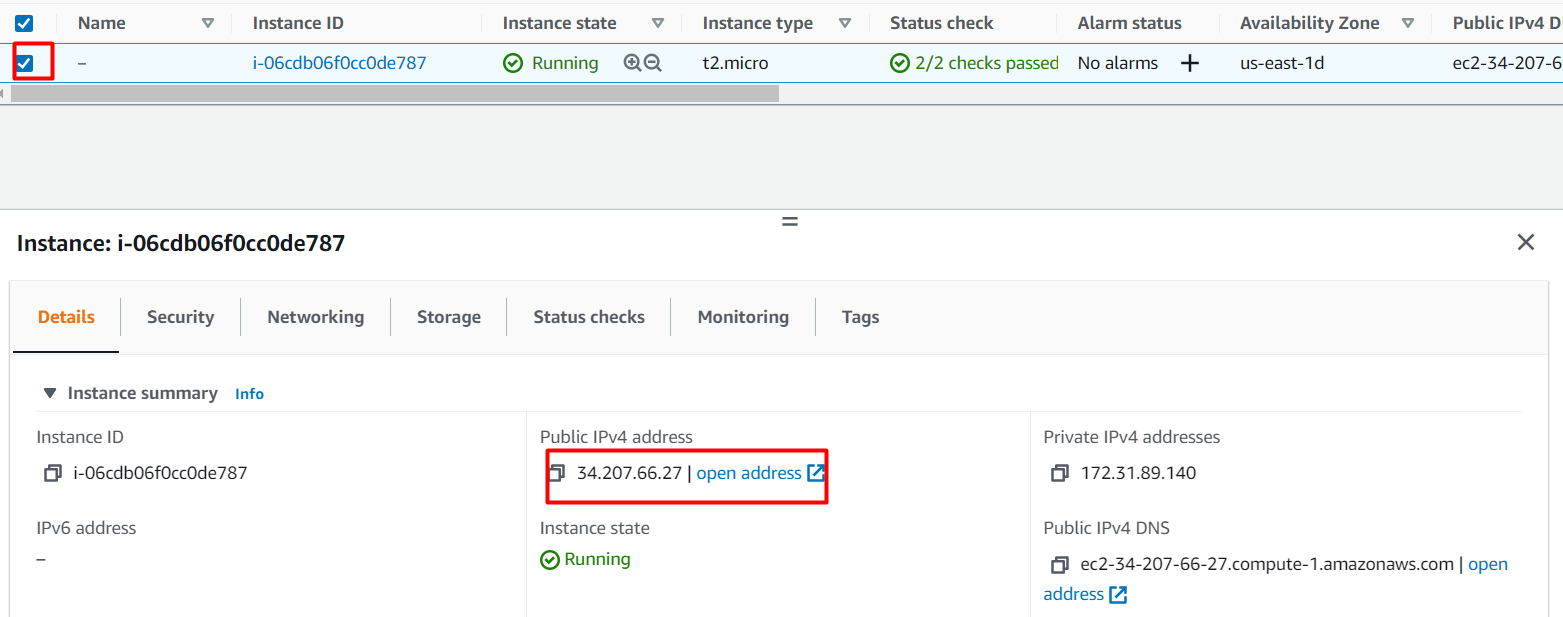 Name Instance ID Instance state Instance type Status check Alarm status Availability Zone Public IPv4 D
– i-06cdb06f0cc0de787 Running t2.micro 2/2 checks passed No alarms + us-east-1d ec2-34-207-6
Instance: i-06cdb06f0cc0de787
Details Security Networking Storage Status checks Monitoring Tags
Instance summary Info
Instance ID Public IPv4 address Private IPv4 addresses
i-06cdb06f0cc0de787 34.207.66.27 | open address 172.31.89.140
IPv6 address Instance state Public IPv4 DNS
– Running ec2-34-207-66-27.compute-1.amazonaws.com | open
address